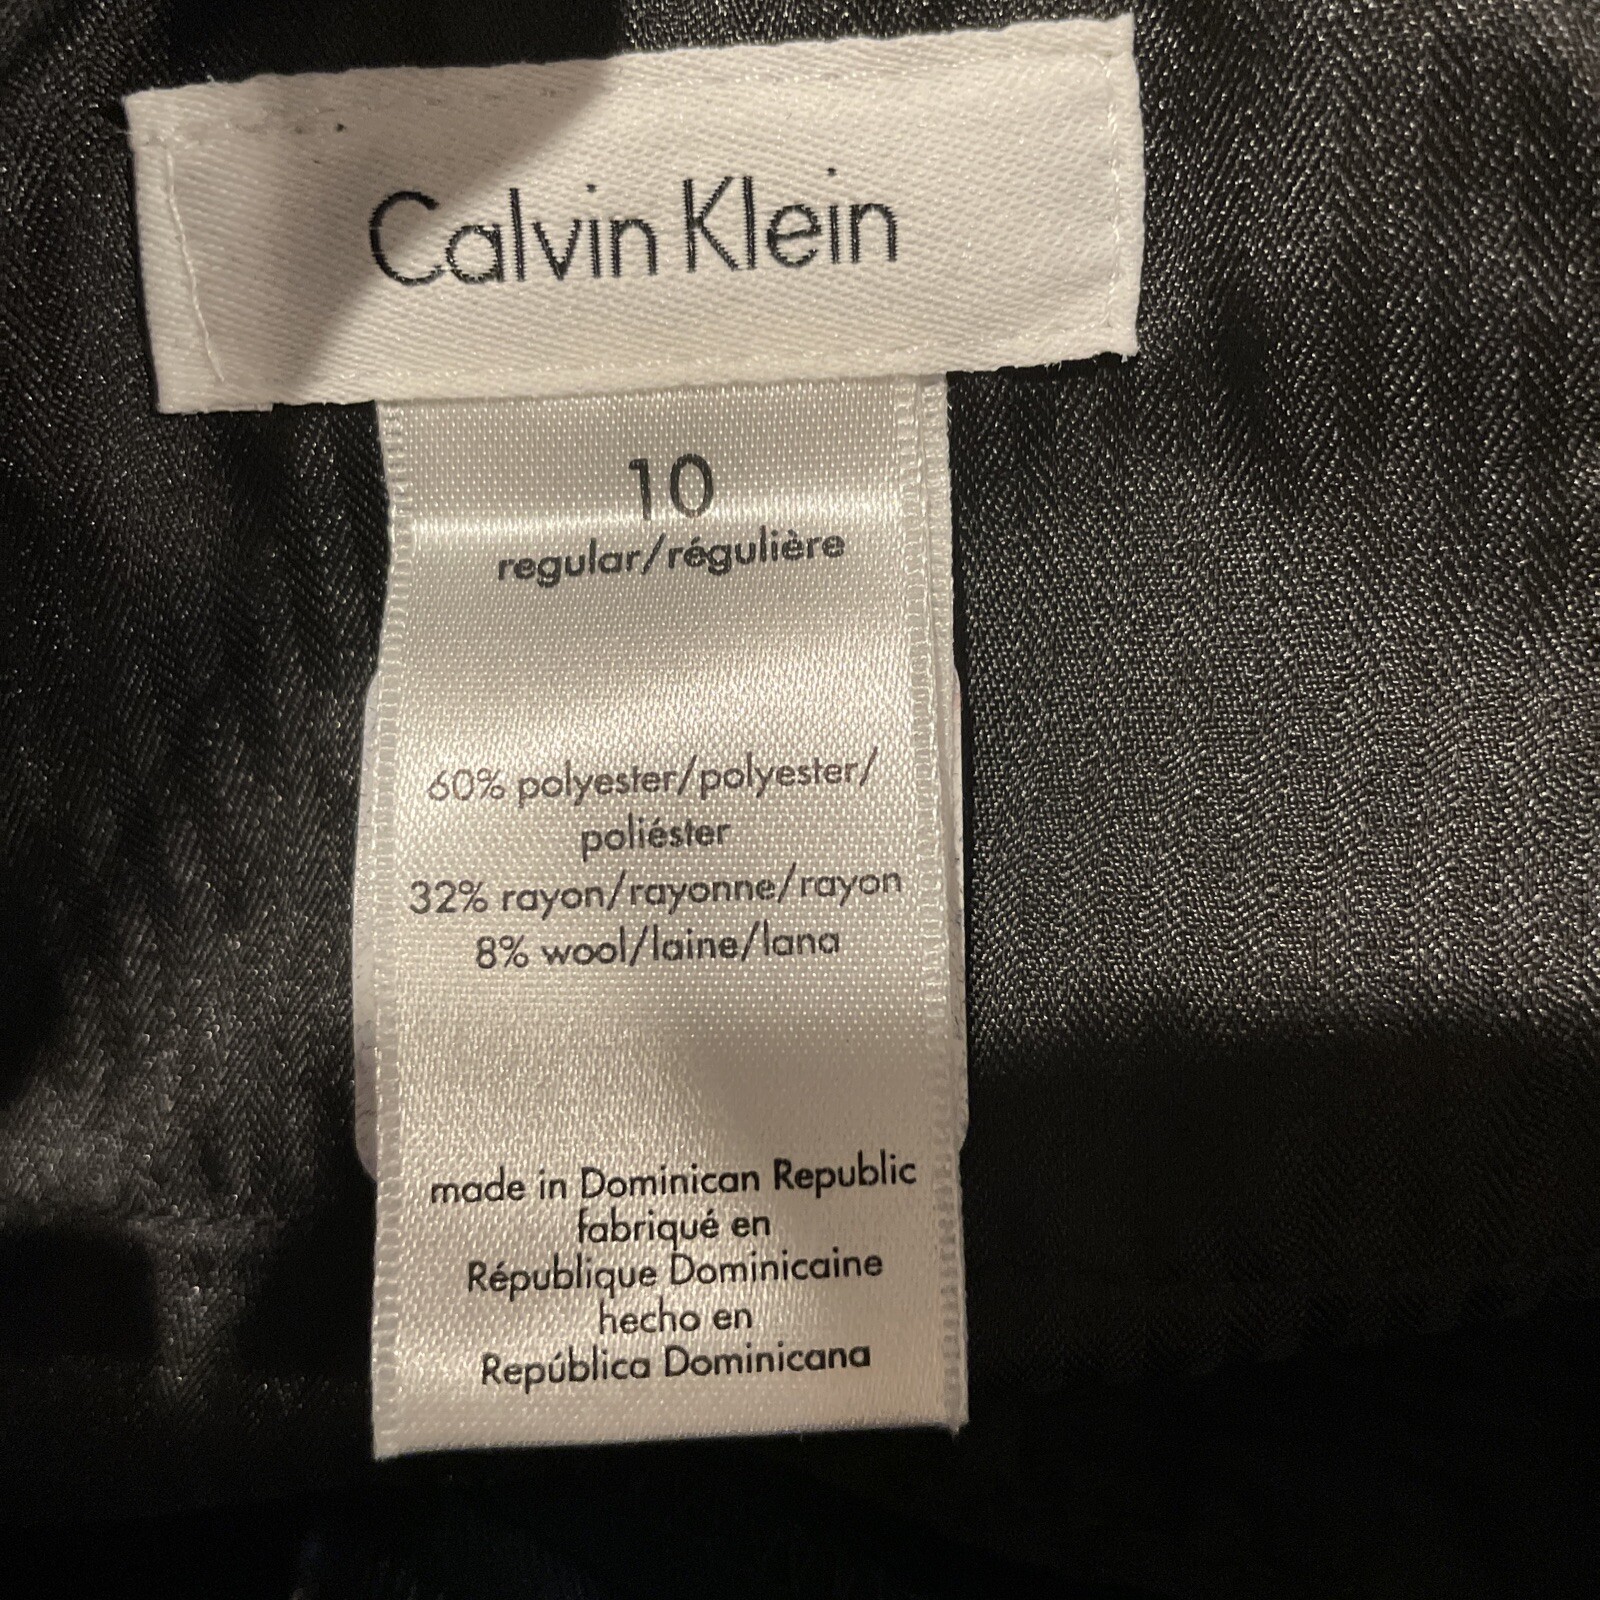 Calvin Klein
10
regular/régulière
60% polyester/polyester/
poliéster
32% rayon/rayonne/rayon
8% wool/laine/lana
made in Dominican Republic
fabriqué en
République Dominicaine
hecho en
República Dominicana